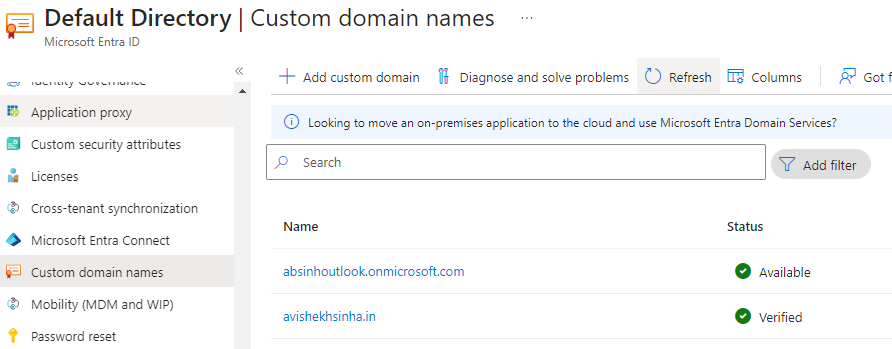 Default Directory | Custom domain names ...
Microsoft Entra ID
Identity Governance
Application proxy
Custom security attributes
Licenses
Cross-tenant synchronization
Microsoft Entra Connect
Custom domain names
Mobility (MDM and WIP)
Password reset
«
+ Add custom domain
Diagnose and solve problems
Refresh
Columns
Got f
Looking to move an on-premises application to the cloud and use Microsoft Entra Domain Services?
Search
Add filter
Name Status
absinhoutlook.onmicrosoft.com Available
avishekhsinha.in Verified